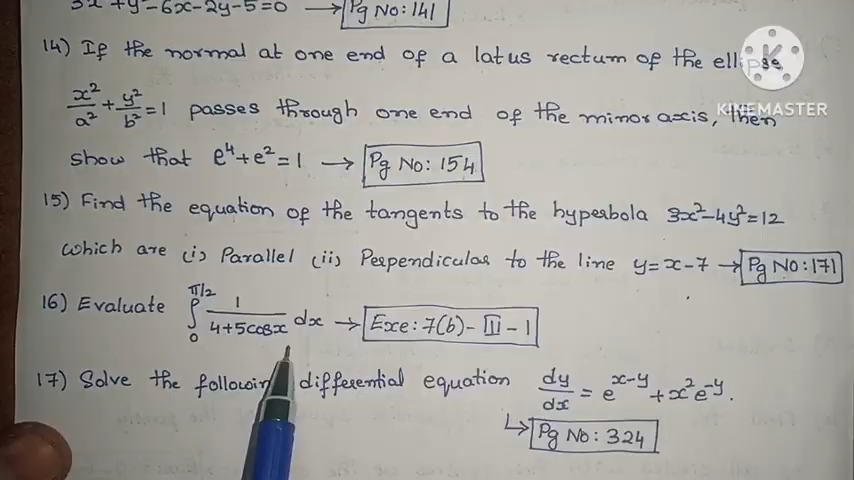 3x²+y²-6x-2y-5=0 → Pg No: 141
14) If the normal at one end of a latus rectum of the ellipse
x²/a² + y²/b² = 1 passes through one end of the minor axis, then
show that e⁴+e²=1 → Pg No: 154
15) Find the equation of the tangents to the hyperbola 3x²-4y²=12
which are (i) Parallel (ii) Perpendicular to the line y=x-7 → Pg No: 171
16) Evaluate ∫₀^π/2 1/(4+5cosx) dx → Exe: 7(b)-III-1
17) Solve the followin differential equation dy/dx = e^x-y + x²e^-y.
↳ Pg No: 324
K
KINEMASTER